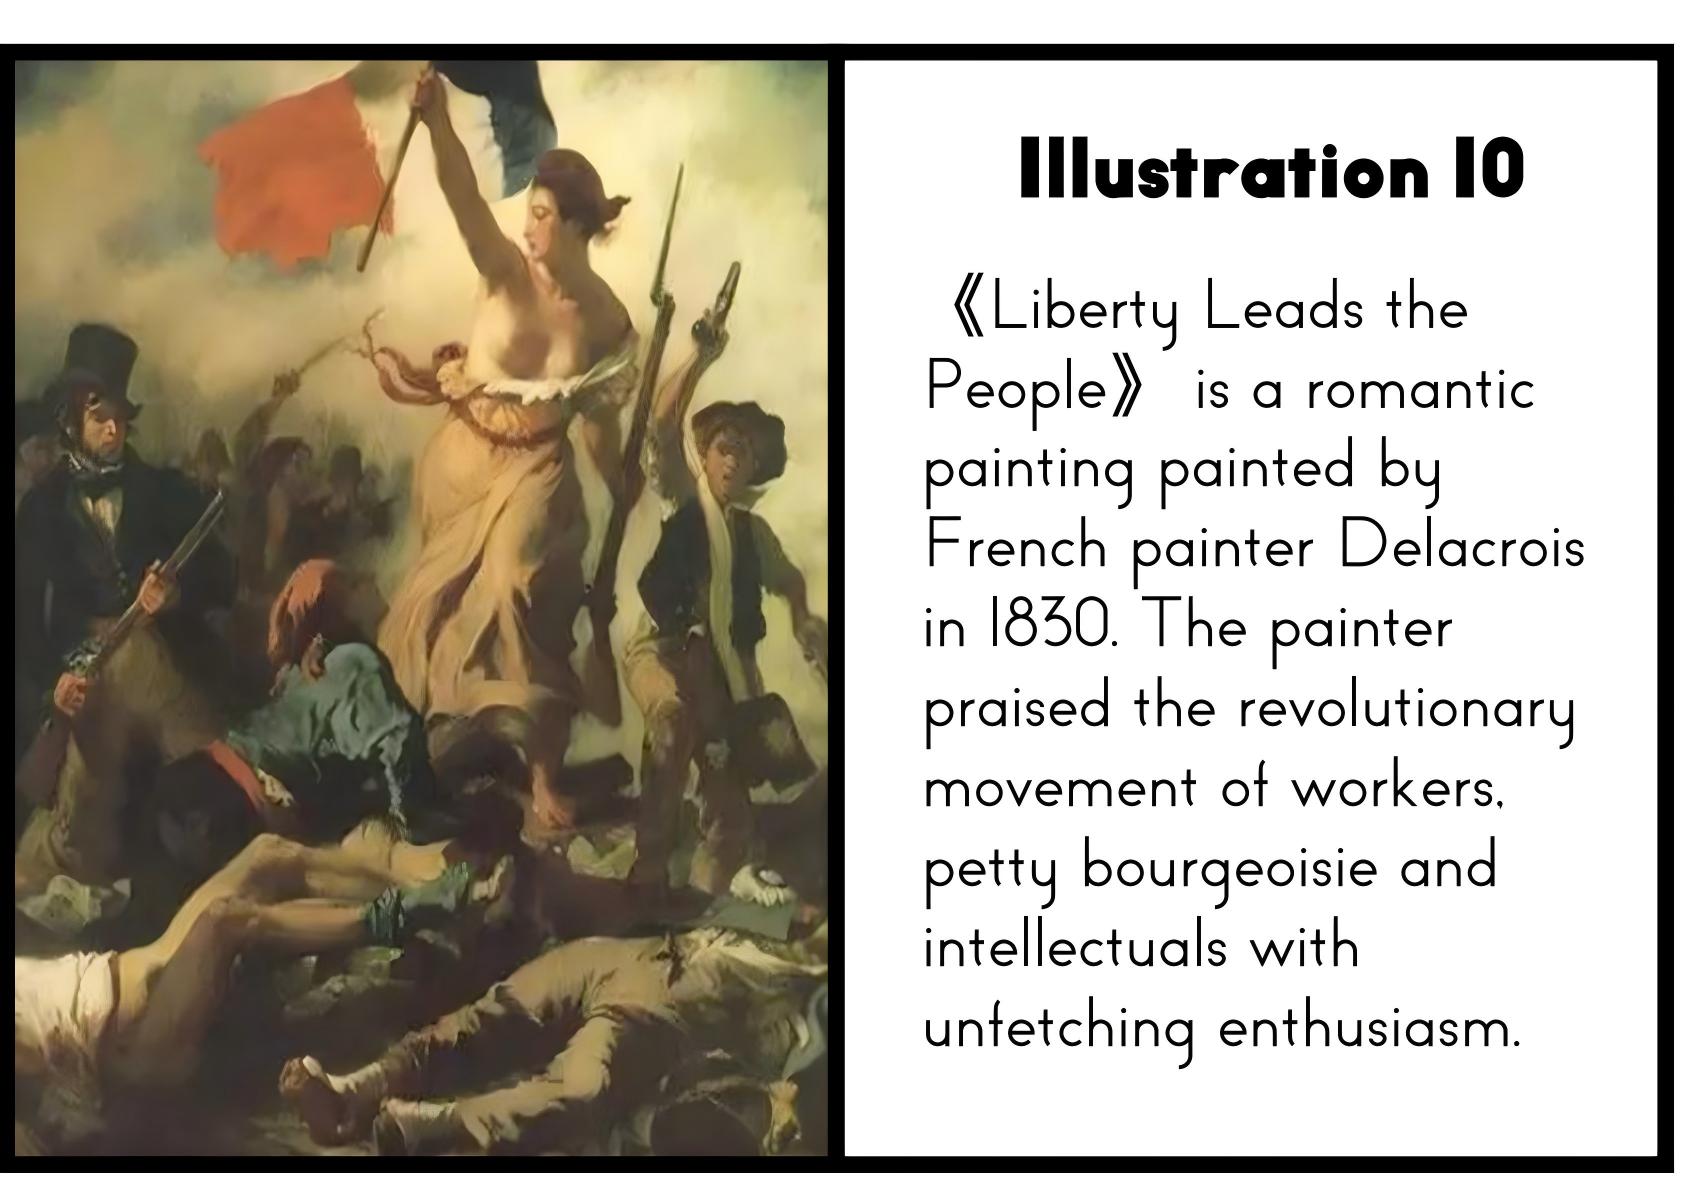 Illustration 10
《Liberty Leads the
People》 is a romantic
painting painted by
French painter Delacrois
in 1830. The painter
praised the revolutionary
movement of workers,
petty bourgeoisie and
intellectuals with
unfetching enthusiasm.